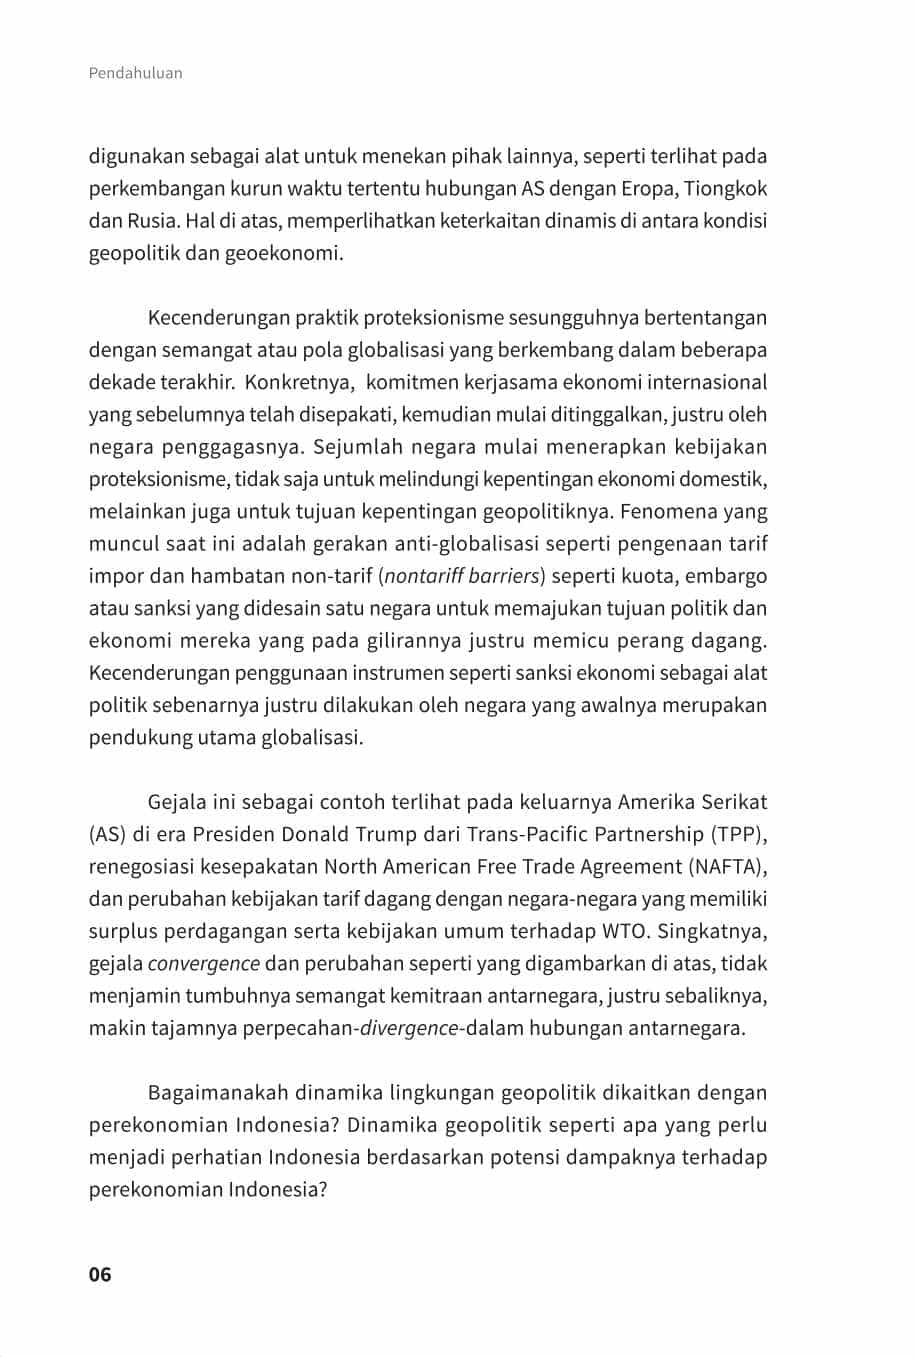 Pendahuluan
digunakan sebagai alat untuk menekan pihak lainnya, seperti terlihat pada
perkembangan kurun waktu tertentu hubungan AS dengan Eropa, Tiongkok
dan Rusia. Hal di atas, memperlihatkan keterkaitan dinamis di antara kondisi
geopolitik dan geoekonomi.
Kecenderungan praktik proteksionisme sesungguhnya bertentangan
dengan semangat atau pola globalisasi yang berkembang dalam beberapa
dekade terakhir. Konkretnya, komitmen kerjasama ekonomi internasional
yang sebelumnya telah disepakati, kemudian mulai ditinggalkan, justru oleh
negara penggagasnya. Sejumlah negara mulai menerapkan kebijakan
proteksionisme, tidak saja untuk melindungi kepentingan ekonomi domestik,
melainkan juga untuk tujuan kepentingan geopolitiknya. Fenomena yang
muncul saat ini adalah gerakan anti-globalisasi seperti pengenaan tarif
impor dan hambatan non-tarif (nontariff barriers) seperti kuota, embargo
atau sanksi yang didesain satu negara untuk memajukan tujuan politik dan
ekonomi mereka yang pada gilirannya justru memicu perang dagang.
Kecenderungan penggunaan instrumen seperti sanksi ekonomi sebagai alat
politik sebenarnya justru dilakukan oleh negara yang awalnya merupakan
pendukung utama globalisasi.
Gejala ini sebagai contoh terlihat pada keluarnya Amerika Serikat
(AS) di era Presiden Donald Trump dari Trans-Pacific Partnership (TPP),
renegosiasi kesepakatan North American Free Trade Agreement (NAFTA),
dan perubahan kebijakan tarif dagang dengan negara-negara yang memiliki
surplus perdagangan serta kebijakan umum terhadap WTO. Singkatnya,
gejala convergence dan perubahan seperti yang digambarkan di atas, tidak
menjamin tumbuhnya semangat kemitraan antarnegara, justru sebaliknya,
makin tajamnya perpecahan-divergence-dalam hubungan antarnegara.
Bagaimanakah dinamika lingkungan geopolitik dikaitkan dengan
perekonomian Indonesia? Dinamika geopolitik seperti apa yang perlu
menjadi perhatian Indonesia berdasarkan potensi dampaknya terhadap
perekonomian Indonesia?
06